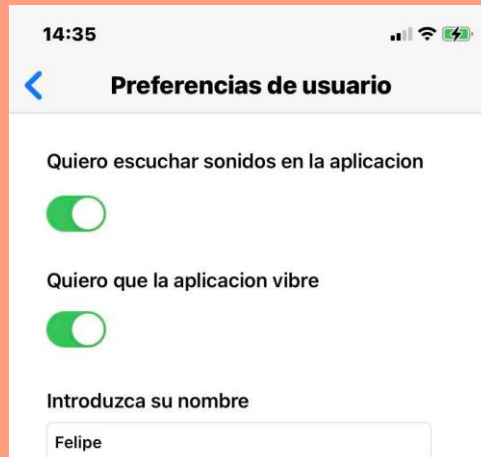 14:35
Preferencias de usuario
Quiero escuchar sonidos en la aplicacion
Quiero que la aplicacion vibre
Introduzca su nombre
Felipe